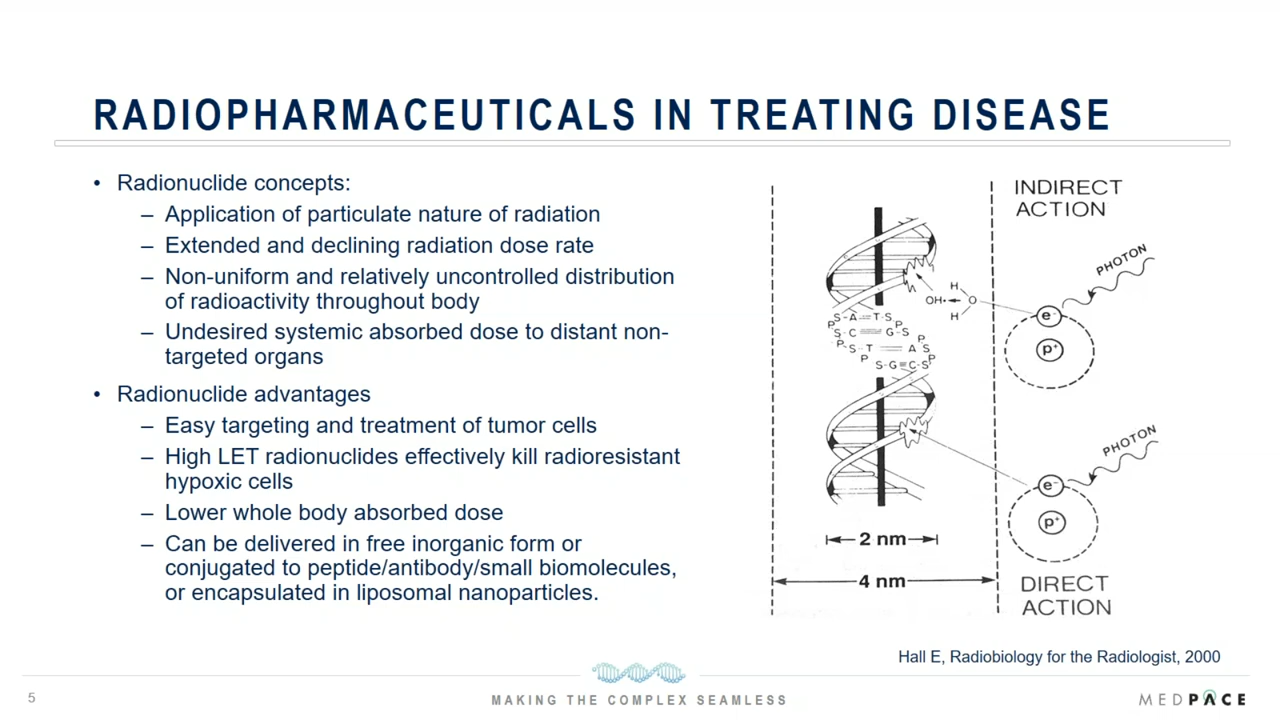 RADIOPHARMACEUTICALS IN TREATING DISEASE
• Radionuclide concepts:
– Application of particulate nature of radiation
– Extended and declining radiation dose rate
– Non-uniform and relatively uncontrolled distribution
of radioactivity throughout body
– Undesired systemic absorbed dose to distant non-
targeted organs
• Radionuclide advantages
– Easy targeting and treatment of tumor cells
– High LET radionuclides effectively kill radioresistant
hypoxic cells
– Lower whole body absorbed dose
– Can be delivered in free inorganic form or
conjugated to peptide/antibody/small biomolecules,
or encapsulated in liposomal nanoparticles.
INDIRECT
ACTION
PHOTON
H
OH• O
H
e⁻
p⁺
S-A=T-S
P P
S-C≡G-S
P P
S-T=A S
P P
S-G≡C-S
PHOTON
e⁻
p⁺
2 nm
4 nm
DIRECT
ACTION
Hall E, Radiobiology for the Radiologist, 2000
5
MAKING THE COMPLEX SEAMLESS
MEDPACE